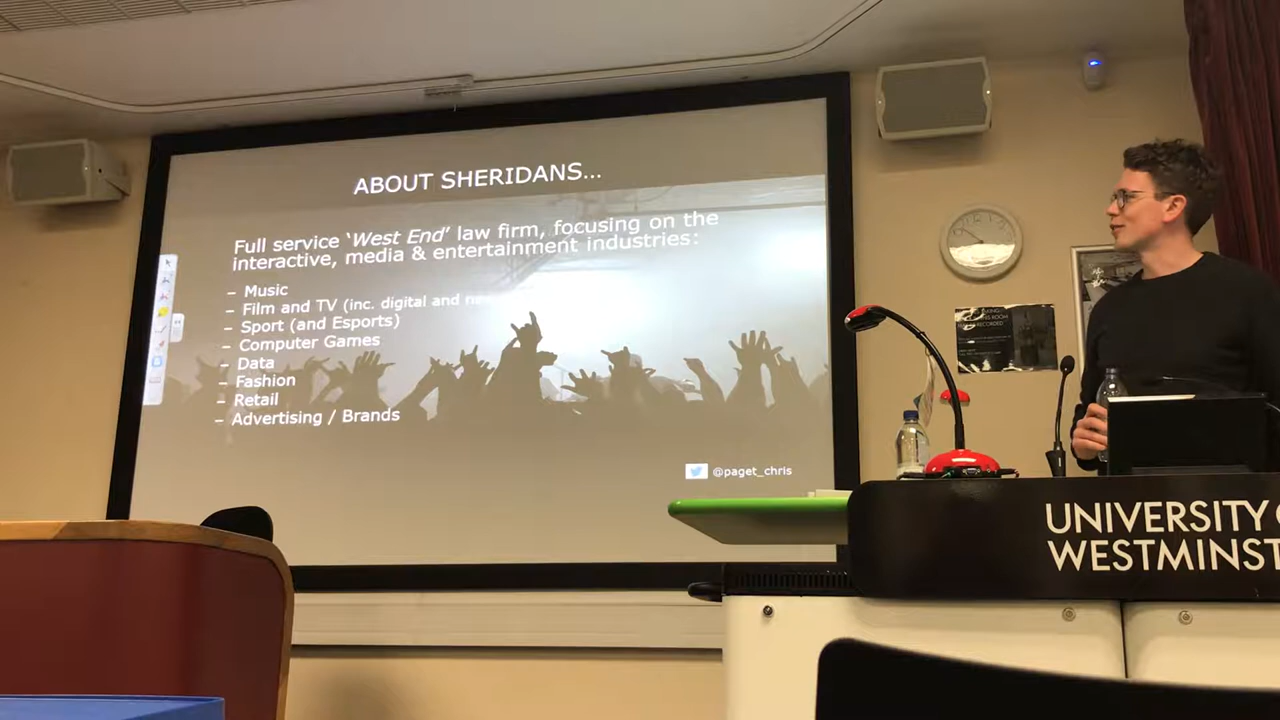 ABOUT SHERIDANS...
Full service ‘West End’ law firm, focusing on the
interactive, media & entertainment industries:
– Music
– Film and TV (inc. digital and
– Sport (and Esports)
– Computer Games
– Data
– Fashion
– Retail
– Advertising / Brands
@paget_chris
UNIVERSITY
WESTMINST